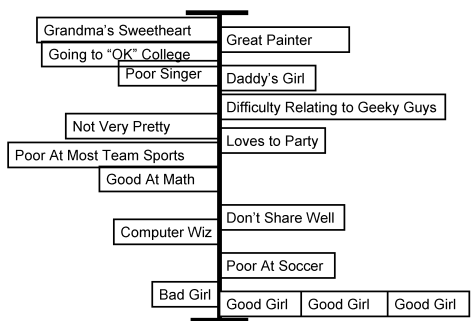 Grandma's Sweetheart
Great Painter
Going to "OK" College
Poor Singer
Daddy's Girl
Difficulty Relating to Geeky Guys
Not Very Pretty
Loves to Party
Poor At Most Team Sports
Good At Math
Don't Share Well
Computer Wiz
Poor At Soccer
Bad Girl
Good Girl Good Girl Good Girl